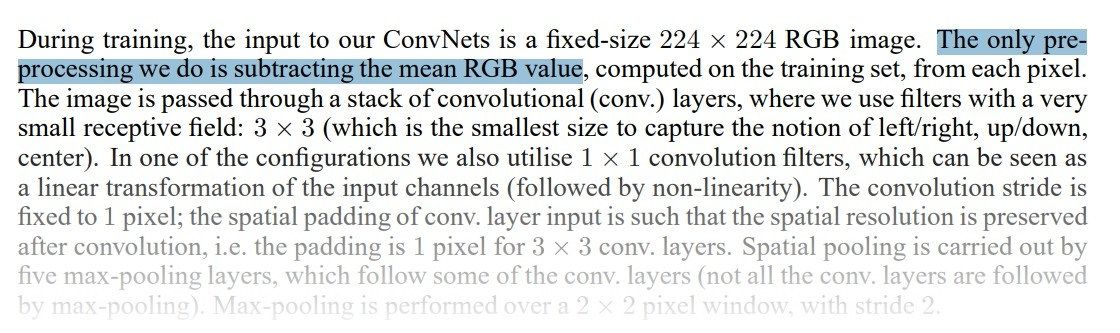 During training, the input to our ConvNets is a fixed-size 224 × 224 RGB image. The only pre-
processing we do is subtracting the mean RGB value, computed on the training set, from each pixel.
The image is passed through a stack of convolutional (conv.) layers, where we use filters with a very
small receptive field: 3 × 3 (which is the smallest size to capture the notion of left/right, up/down,
center). In one of the configurations we also utilise 1 × 1 convolution filters, which can be seen as
a linear transformation of the input channels (followed by non-linearity). The convolution stride is
fixed to 1 pixel; the spatial padding of conv. layer input is such that the spatial resolution is preserved
after convolution, i.e. the padding is 1 pixel for 3 × 3 conv. layers. Spatial pooling is carried out by
five max-pooling layers, which follow some of the conv. layers (not all the conv. layers are followed
by max-pooling). Max-pooling is performed over a 2 × 2 pixel window, with stride 2.